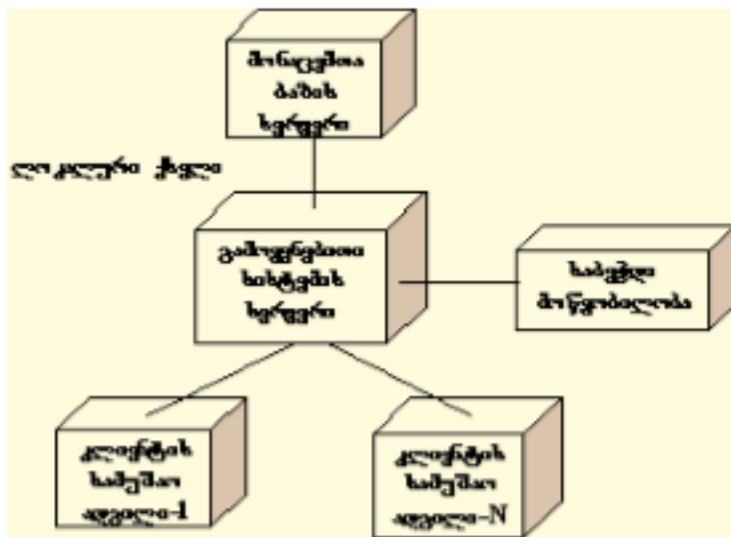 მონაცემთა
ბაზის
სერვერი
ლოკალური ქსელი
გამოყენებითი
სისტემის
სერვერი
საბეჭდი
მოწყობილობა
კლიენტის
სამუშაო
ადგილი-1
კლიენტის
სამუშაო
ადგილი-N